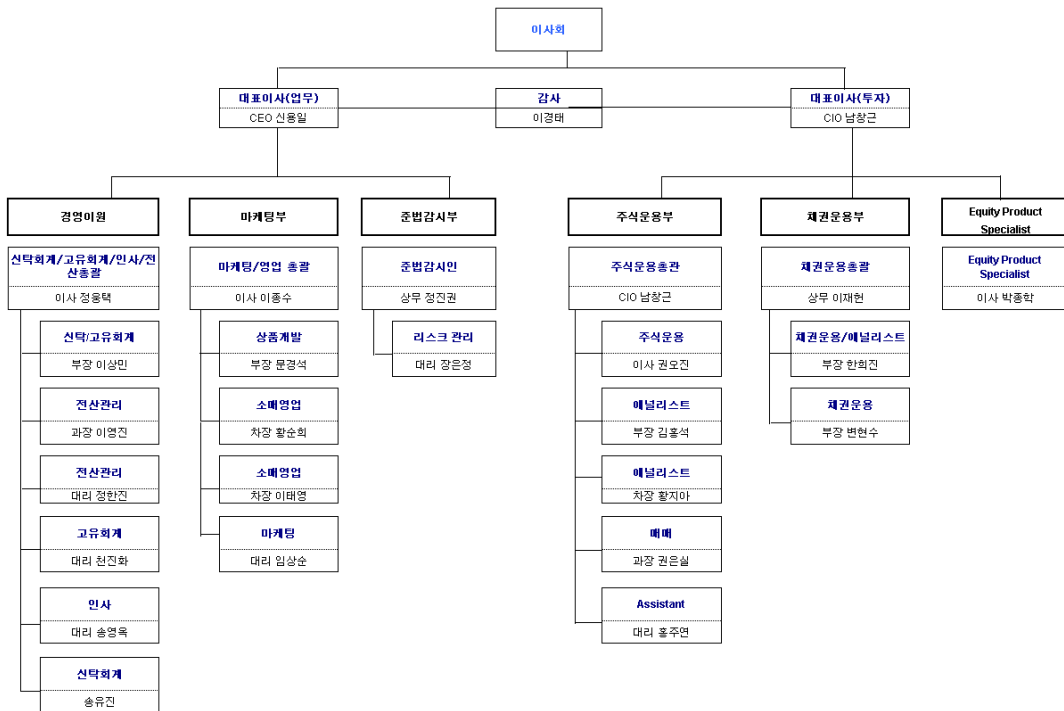 이사회
대표이사(업무)
CEO 신용일
감사
이경태
대표이사(투자)
CIO 남창근
경영이원
신탁회계/고유회계/인사/전
산총괄
이사 정웅택
신탁/고유회계
부장 이상민
전산관리
과장 이영진
전산관리
대리 정한진
고유회계
대리 천진화
인사
대리 송영옥
신탁회계
송유진
마케팅부
마케팅/영업 총괄
이사 이종수
상품개발
부장 문경석
소매영업
차장 황순희
소매영업
차장 이태영
마케팅
대리 임상순
준법감시부
준법감시인
상무 정진권
리스크 관리
대리 장은정
주식운용부
주식운용총관
CIO 남창근
주식운용
이사 권오진
애널리스트
부장 김홍석
애널리스트
차장 황지아
매매
과장 권은실
Assistant
대리 홍주연
채권운용부
채권운용총괄
상무 이재헌
채권운용/애널리스트
부장 한희진
채권운용
부장 변현수
Equity Product
Specialist
Equity Product
Specialist
이사 박종학